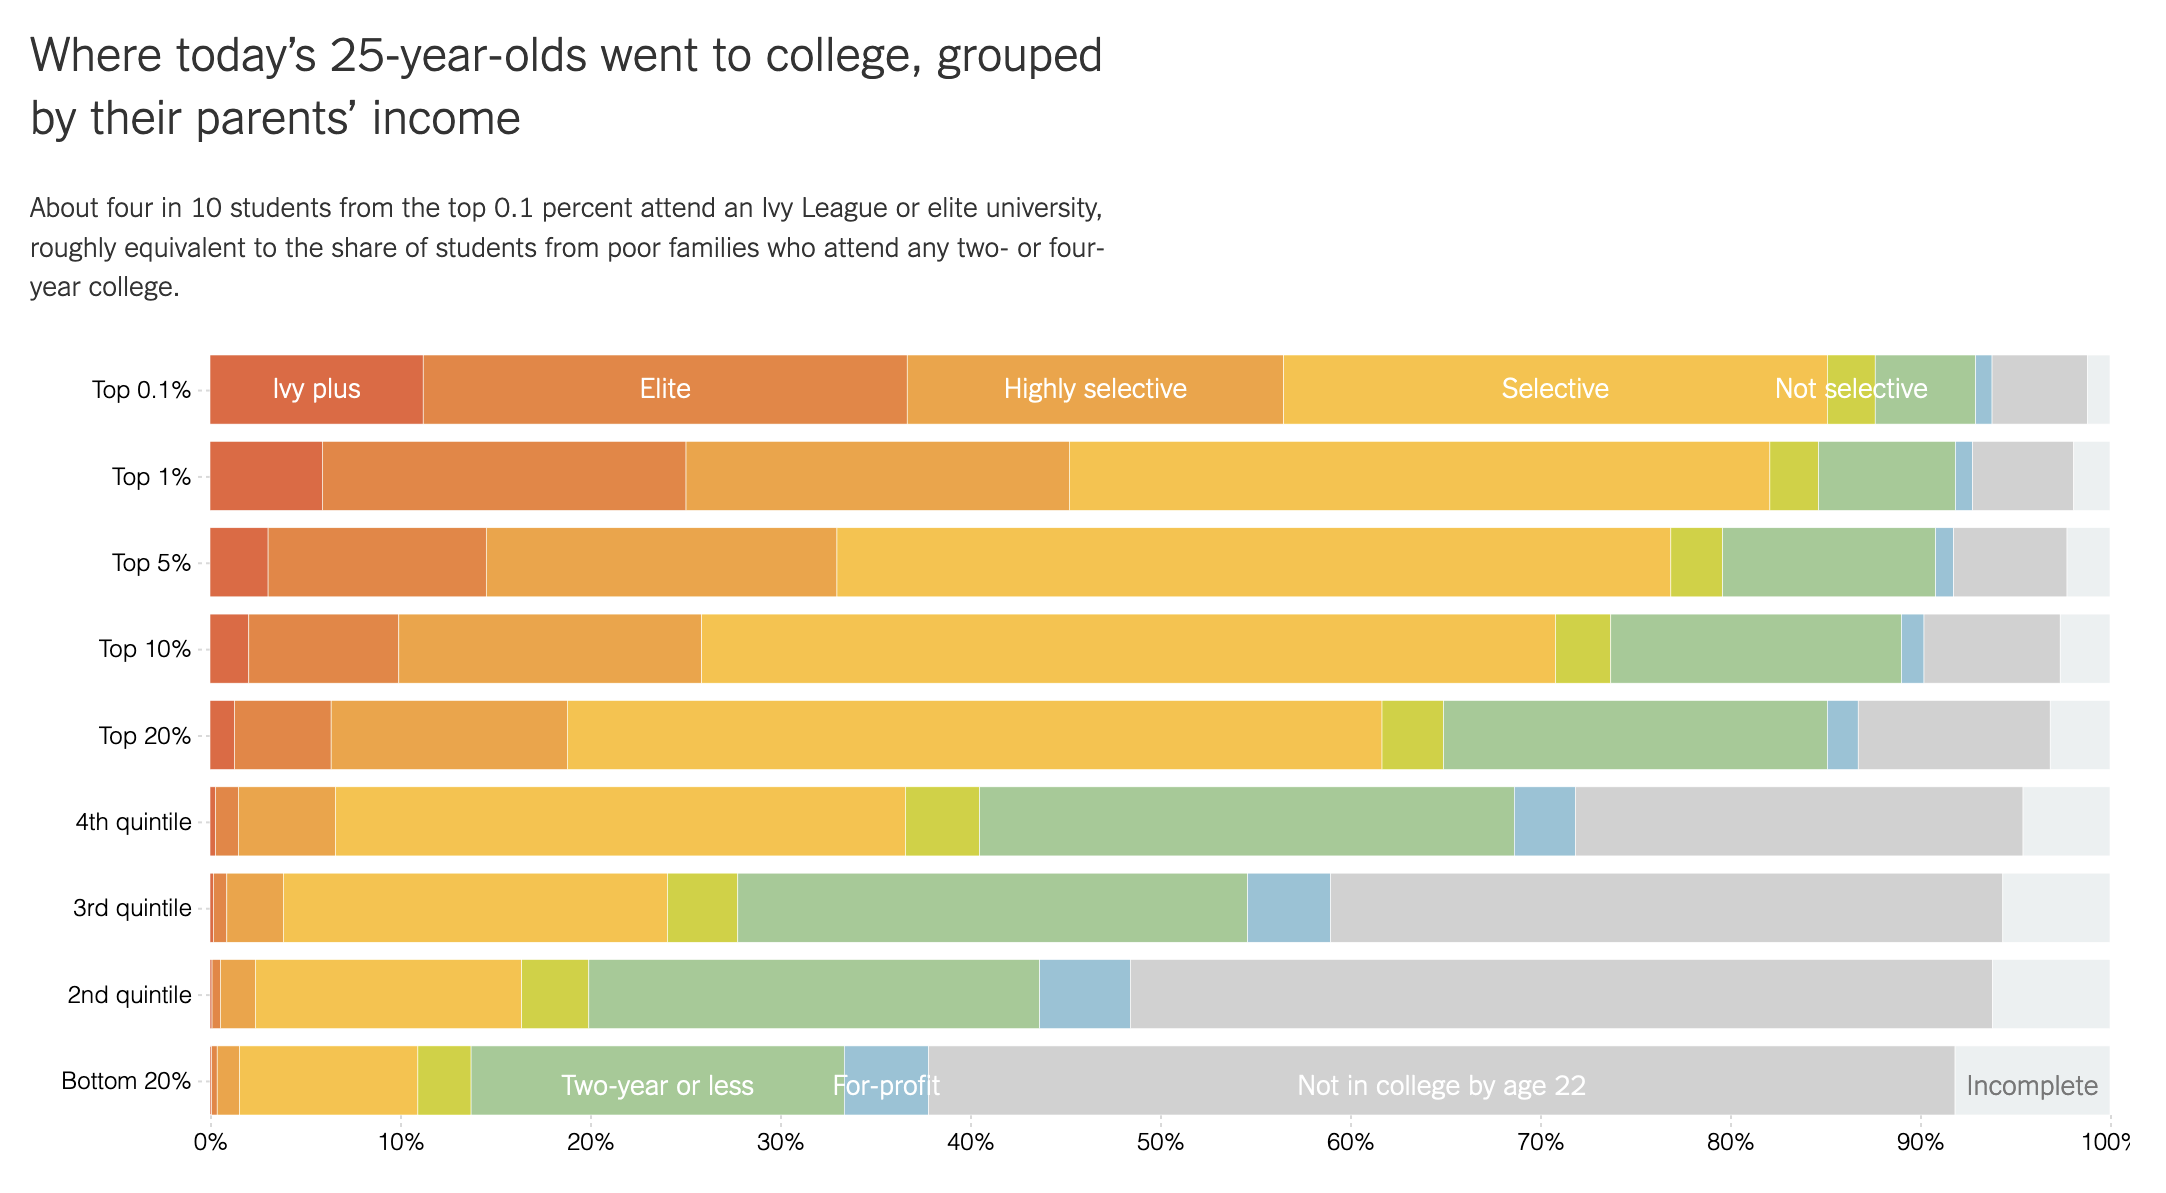 Where today’s 25-year-olds went to college, grouped
by their parents’ income
About four in 10 students from the top 0.1 percent attend an Ivy League or elite university,
roughly equivalent to the share of students from poor families who attend any two- or four-
year college.
Top 0.1% Ivy plus Elite Highly selective Selective Not selective
Top 1%
Top 5%
Top 10%
Top 20%
4th quintile
3rd quintile
2nd quintile
Bottom 20% Two-year or less For-profit Not in college by age 22 Incomplete
0% 10% 20% 30% 40% 50% 60% 70% 80% 90% 100%